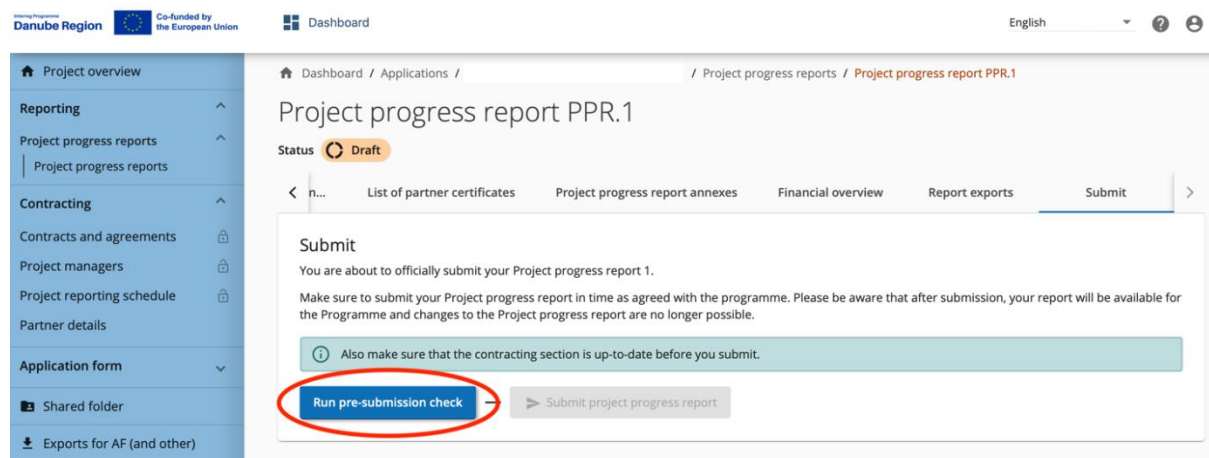 Interreg Programme
Danube Region
Co-funded by
the European Union
Dashboard
English
Project overview
Reporting
Project progress reports
Project progress reports
Contracting
Contracts and agreements
Project managers
Project reporting schedule
Partner details
Application form
Shared folder
Exports for AF (and other)
Dashboard / Applications / / Project progress reports / Project progress report PPR.1
Project progress report PPR.1
Status Draft
n... List of partner certificates Project progress report annexes Financial overview Report exports Submit
Submit
You are about to officially submit your Project progress report 1.
Make sure to submit your Project progress report in time as agreed with the programme. Please be aware that after submission, your report will be available for
the Programme and changes to the Project progress report are no longer possible.
Also make sure that the contracting section is up-to-date before you submit.
Run pre-submission check Submit project progress report